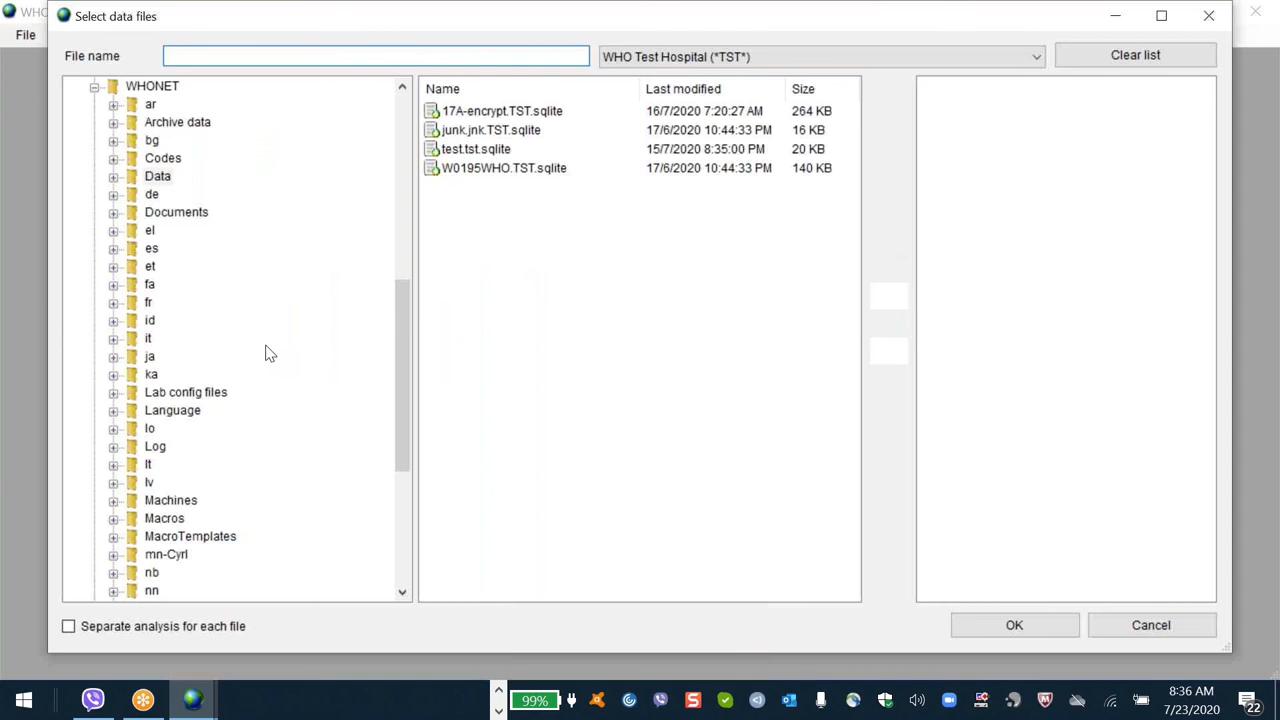 WHO
Select data files
File
File name
WHO Test Hospital (*TST*)
Clear list
WHONET
ar
Archive data
bg
Codes
Data
de
Documents
el
es
et
fa
fr
id
it
ja
ka
Lab config files
Language
lo
Log
lt
lv
Machines
Macros
MacroTemplates
mn-Cyrl
nb
nn
Name Last modified Size
17A-encrypt.TST.sqlite 16/7/2020 7:20:27 AM 264 KB
junk.jnk.TST.sqlite 17/6/2020 10:44:33 PM 16 KB
test.tst.sqlite 15/7/2020 8:35:00 PM 20 KB
W0195WHO.TST.sqlite 17/6/2020 10:44:33 PM 140 KB
Separate analysis for each file
OK
Cancel
99%
8:36 AM
7/23/2020
22